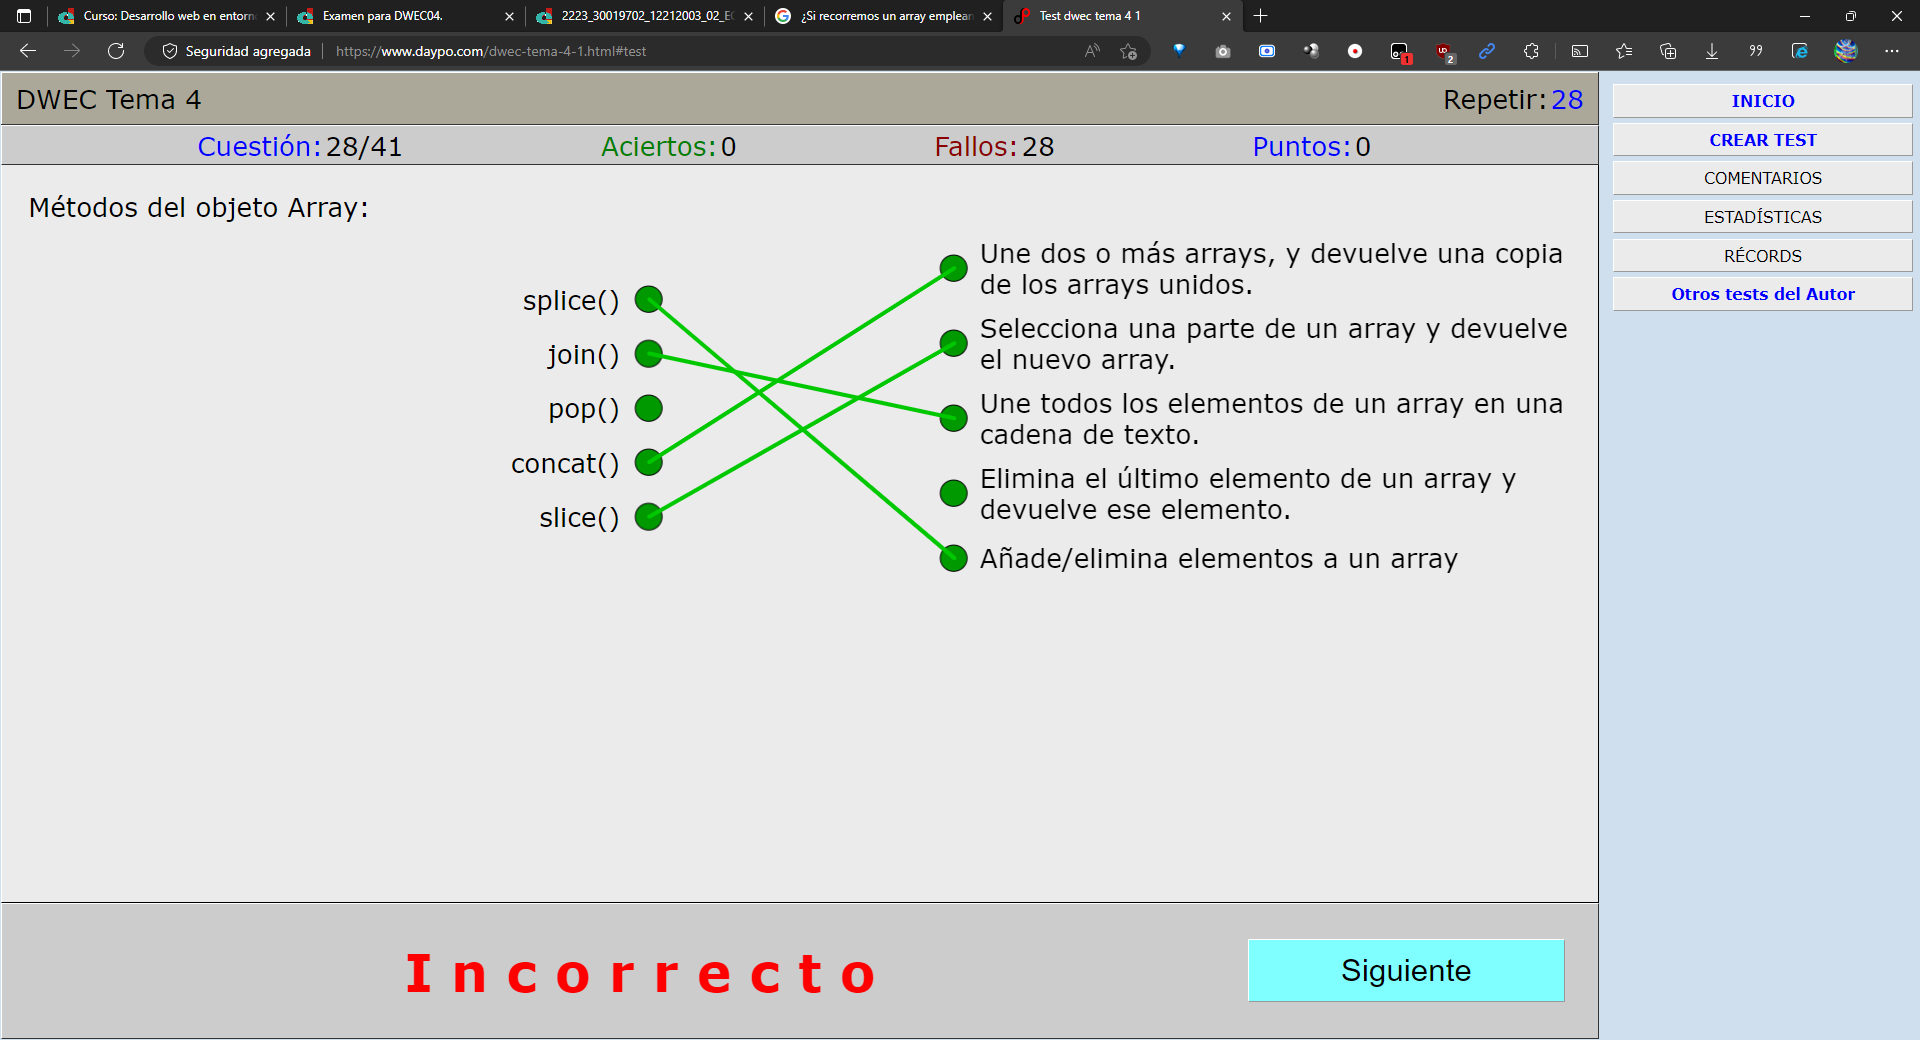 Curso: Desarrollo web en entorno
Examen para DWEC04.
2223_30019702_12212003_02_EC
¿Si recorremos un array emplean
Test dwec tema 4 1
Seguridad agregada
https://www.daypo.com/dwec-tema-4-1.html#test
1
2
DWEC Tema 4
Repetir: 28
Cuestión: 28/41
Aciertos: 0
Fallos: 28
Puntos: 0
Métodos del objeto Array:
splice()
join()
pop()
concat()
slice()
Une dos o más arrays, y devuelve una copia
de los arrays unidos.
Selecciona una parte de un array y devuelve
el nuevo array.
Une todos los elementos de un array en una
cadena de texto.
Elimina el último elemento de un array y
devuelve ese elemento.
Añade/elimina elementos a un array
Incorrecto
Siguiente
INICIO
CREAR TEST
COMENTARIOS
ESTADÍSTICAS
RÉCORDS
Otros tests del Autor